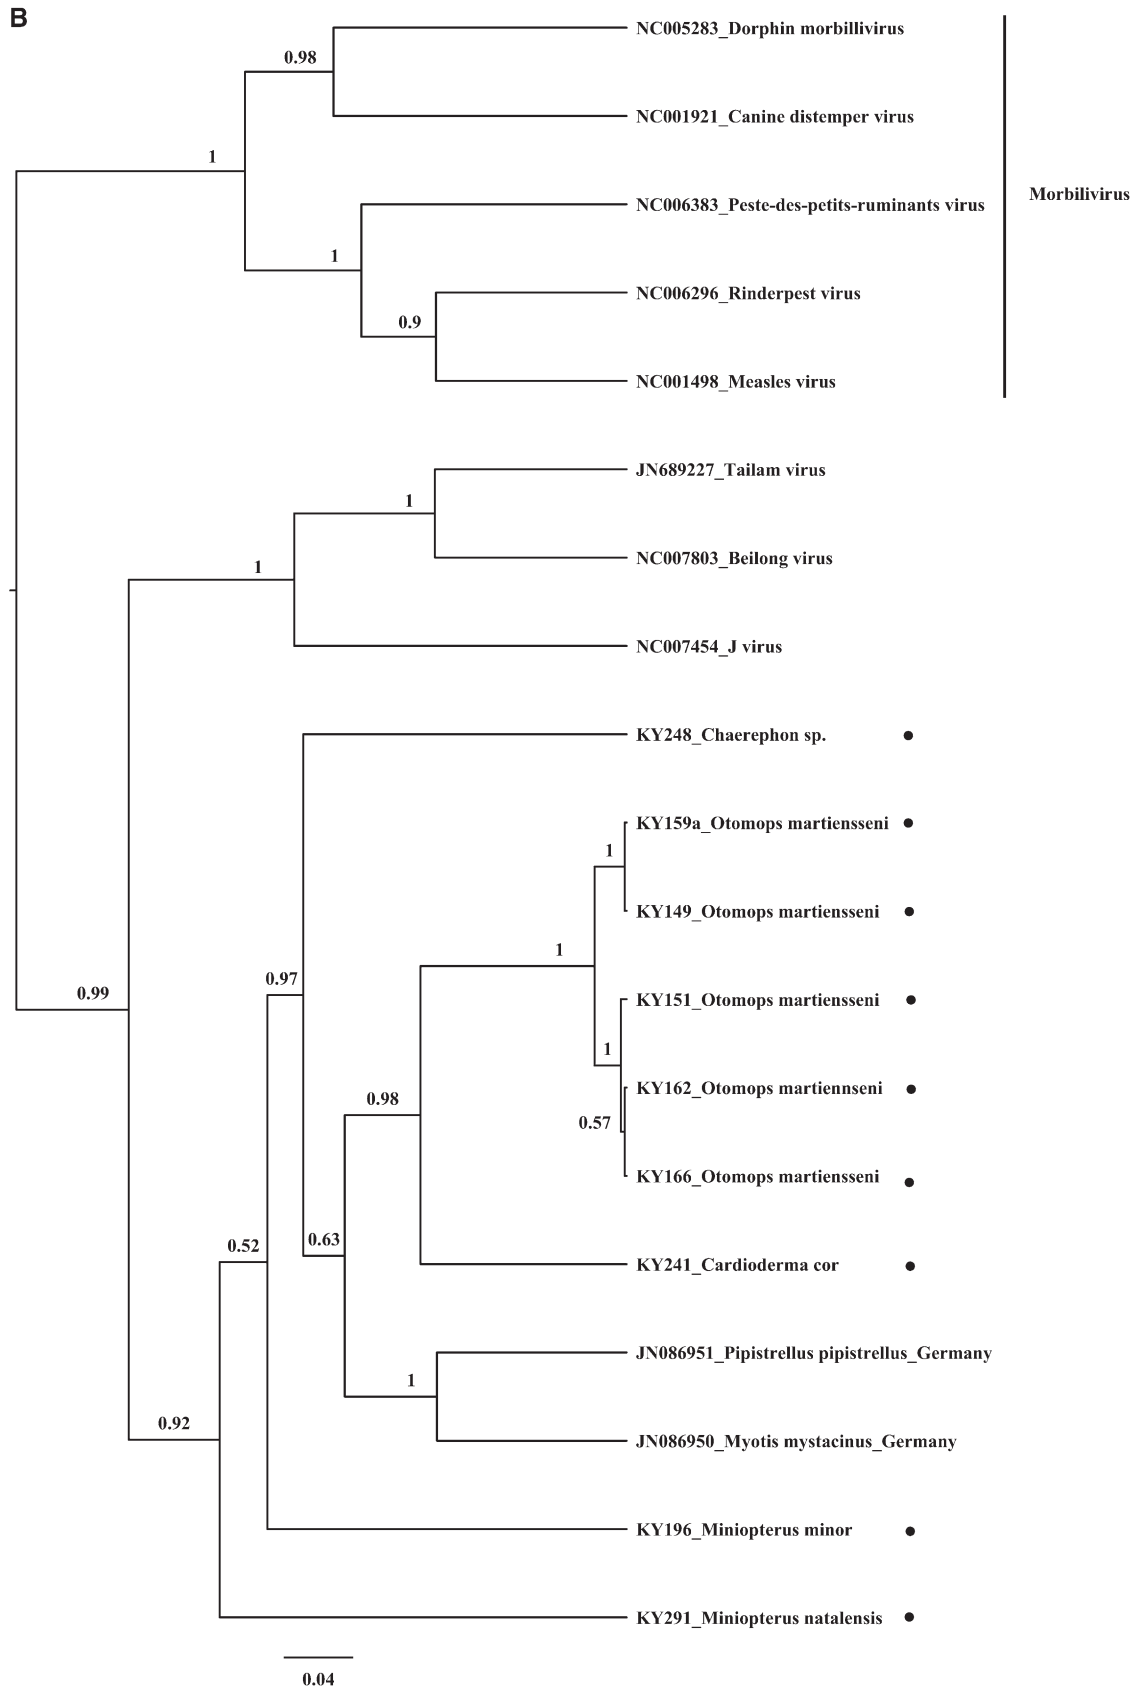 B
NC005283_Dorphin morbillivirus
0.98
NC001921_Canine distemper virus
1
Morbilivirus
NC006383_Peste-des-petits-ruminants virus
1
NC006296_Rinderpest virus
0.9
NC001498_Measles virus
JN689227_Tailam virus
1
NC007803_Beilong virus
1
NC007454_J virus
KY248_Chaerephon sp.
KY159a_Otomops martiensseni
1
KY149_Otomops martiensseni
1
0.97
0.99
KY151_Otomops martiensseni
1
KY162_Otomops martiennseni
0.98
0.57
KY166_Otomops martiensseni
0.63
0.52
KY241_Cardioderma cor
JN086951_Pipistrellus pipistrellus_Germany
1
0.92
JN086950_Myotis mystacinus_Germany
KY196_Miniopterus minor
KY291_Minioptherus natalensis
0.04